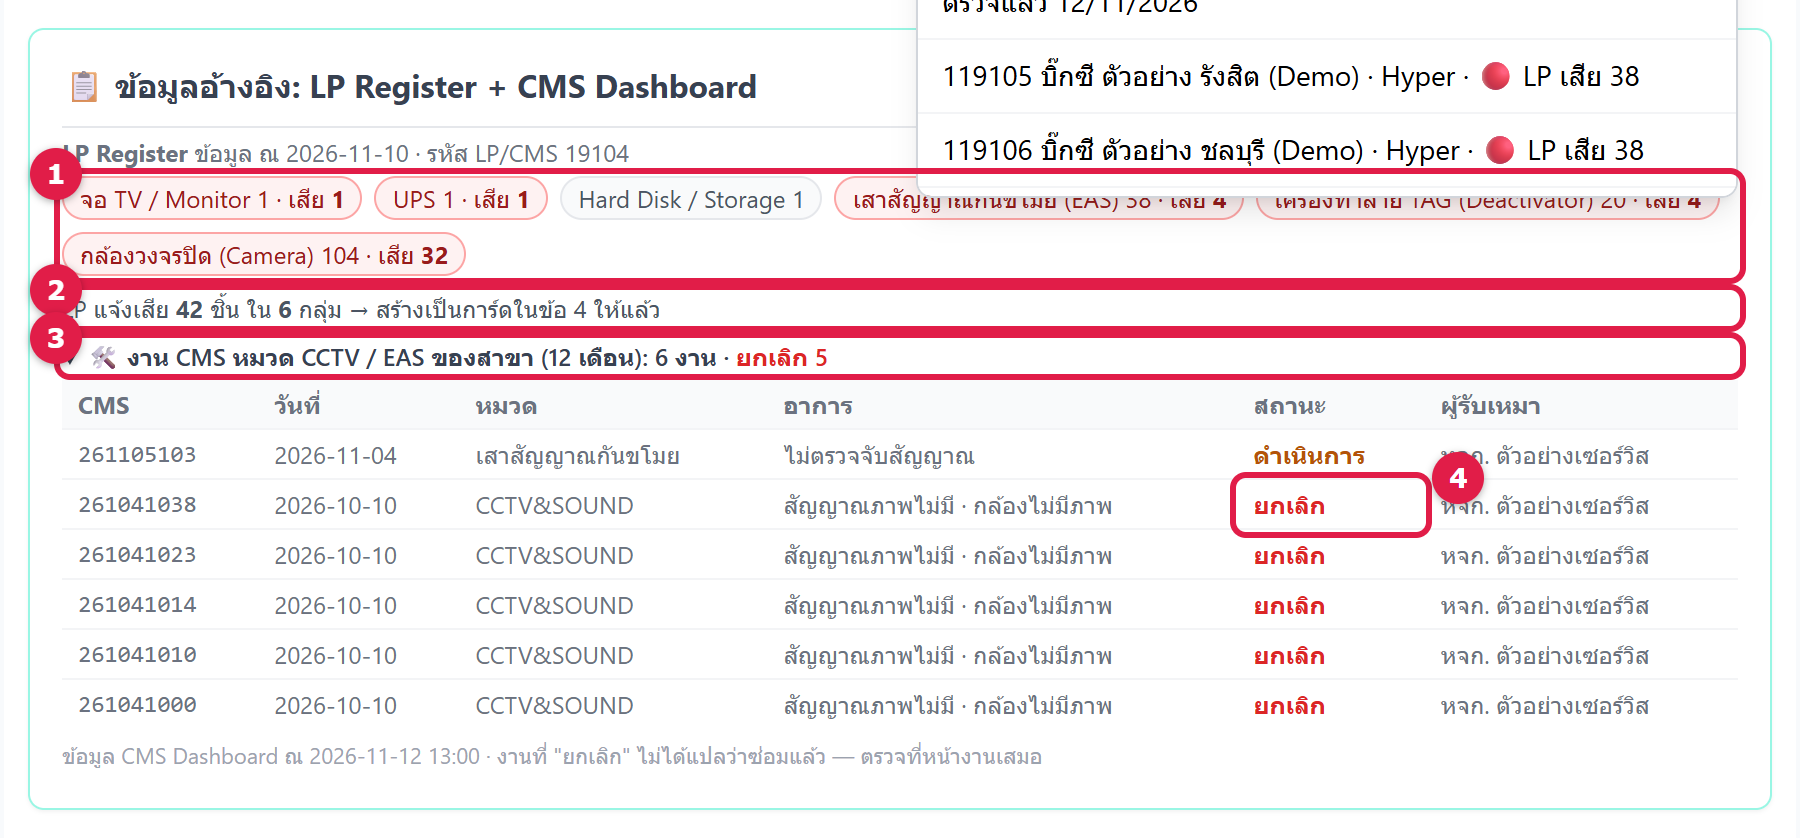 ตรวจแล้ว 12/11/2026
119105 บิ๊กซี ตัวอย่าง รังสิต (Demo) · Hyper · 🔴 LP เสีย 38
119106 บิ๊กซี ตัวอย่าง ชลบุรี (Demo) · Hyper · 🔴 LP เสีย 38
📋 ข้อมูลอ้างอิง: LP Register + CMS Dashboard
LP Register ข้อมูล ณ 2026-11-10 · รหัส LP/CMS 19104
1
จอ TV / Monitor 1 · เสีย 1
UPS 1 · เสีย 1
Hard Disk / Storage 1
เสาสัญญาณกันขโมย (EAS) 38 · เสีย 4
เครื่องทำลาย TAG (Deactivator) 20 · เสีย 4
กล้องวงจรปิด (Camera) 104 · เสีย 32
2
LP แจ้งเสีย 42 ชิ้น ใน 6 กลุ่ม → สร้างเป็นการ์ดในข้อ 4 ให้แล้ว
3
🛠 งาน CMS หมวด CCTV / EAS ของสาขา (12 เดือน): 6 งาน · ยกเลิก 5
CMS วันที่ หมวด อาการ สถานะ ผู้รับเหมา
261105103 2026-11-04 เสาสัญญาณกันขโมย ไม่ตรวจจับสัญญาณ ดำเนินการ หจก. ตัวอย่างเซอร์วิส
4
261041038 2026-10-10 CCTV&SOUND สัญญาณภาพไม่มี · กล้องไม่มีภาพ ยกเลิก หจก. ตัวอย่างเซอร์วิส
261041023 2026-10-10 CCTV&SOUND สัญญาณภาพไม่มี · กล้องไม่มีภาพ ยกเลิก หจก. ตัวอย่างเซอร์วิส
261041014 2026-10-10 CCTV&SOUND สัญญาณภาพไม่มี · กล้องไม่มีภาพ ยกเลิก หจก. ตัวอย่างเซอร์วิส
261041010 2026-10-10 CCTV&SOUND สัญญาณภาพไม่มี · กล้องไม่มีภาพ ยกเลิก หจก. ตัวอย่างเซอร์วิส
261041000 2026-10-10 CCTV&SOUND สัญญาณภาพไม่มี · กล้องไม่มีภาพ ยกเลิก หจก. ตัวอย่างเซอร์วิส
ข้อมูล CMS Dashboard ณ 2026-11-12 13:00 · งานที่ "ยกเลิก" ไม่ได้แปลว่าซ่อมแล้ว — ตรวจที่หน้างานเสมอ